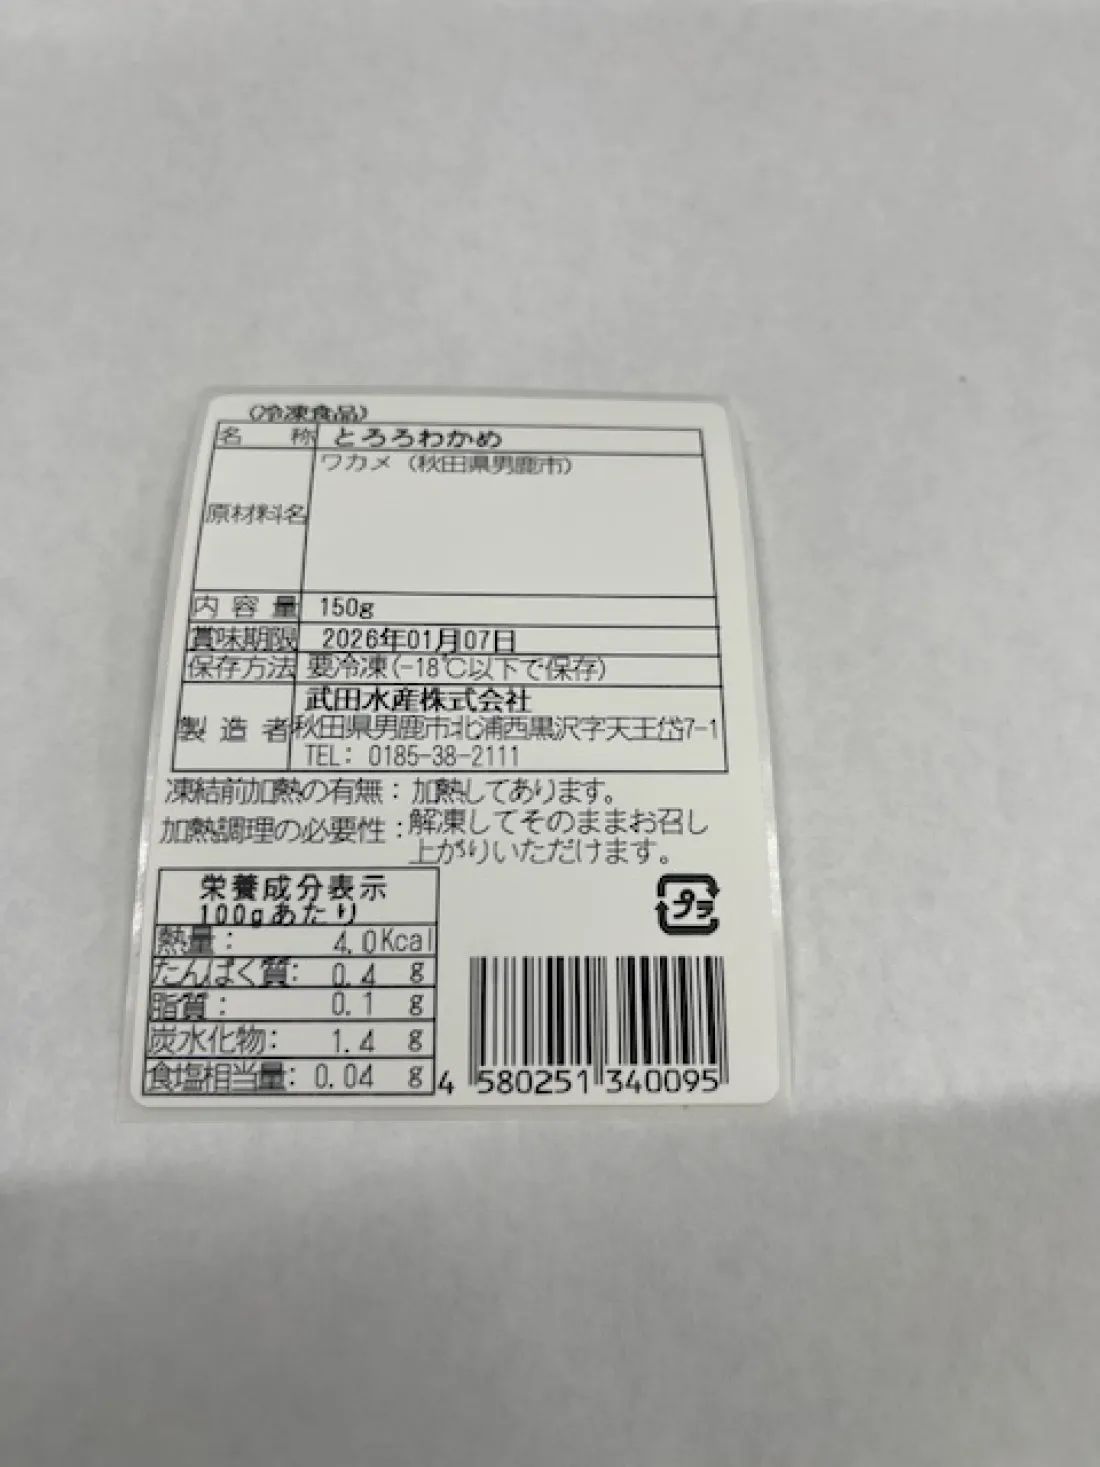 (冷凍食品)
名称 とろろわかめ
原材料名 ワカメ (秋田県男鹿市)
内容量 150g
賞味期限 2026年01月07日
保存方法 要冷凍(-18℃以下で保存)
製造者 武田水産株式会社
秋田県男鹿市北浦西黒沢字天王岱7-1
TEL: 0185-38-2111
凍結前加熱の有無:加熱してあります。
加熱調理の必要性:解凍してそのままお召し
上がりいただけます。
栄養成分表示
100gあたり
熱量: 4.0Kcal
たんぱく質: 0.4 g
脂質: 0.1 g
炭水化物: 1.4 g
食塩相当量: 0.04 g
プラ
4 580251 340095